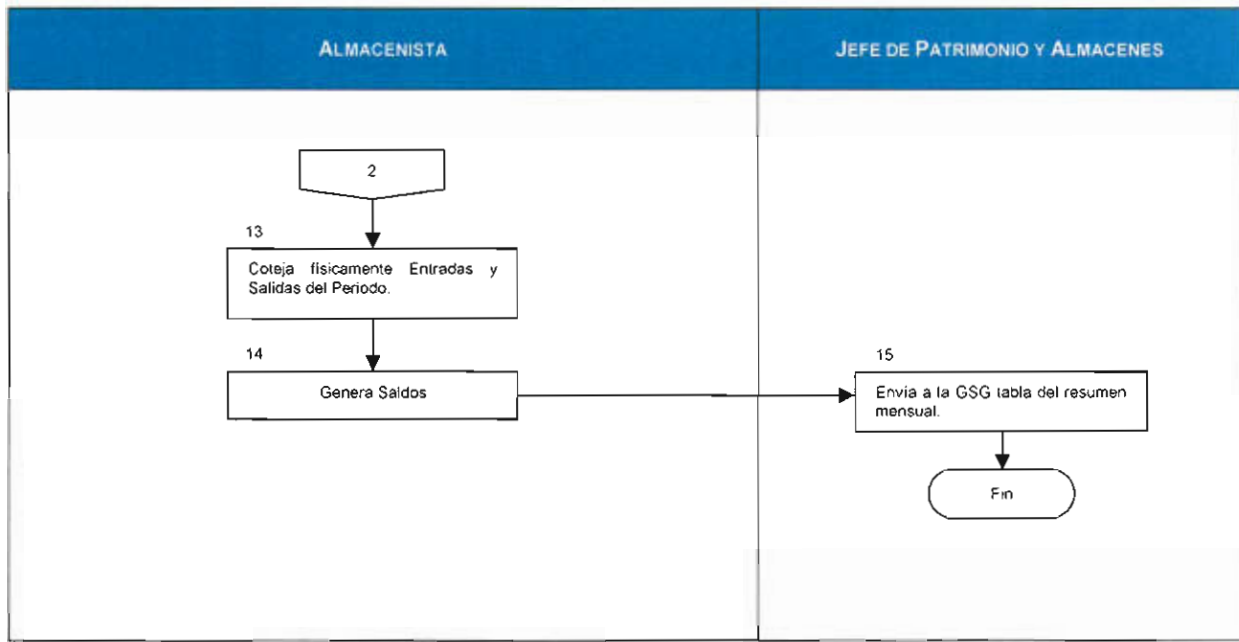 ALMACENISTA
JEFE DE PATRIMONIO Y ALMACENES
2
13
Coteja físicamente Entradas y
Salidas del Periodo.
14
Genera Saldos
15
Envía a la GSG tabla del resumen
mensual.
Fin